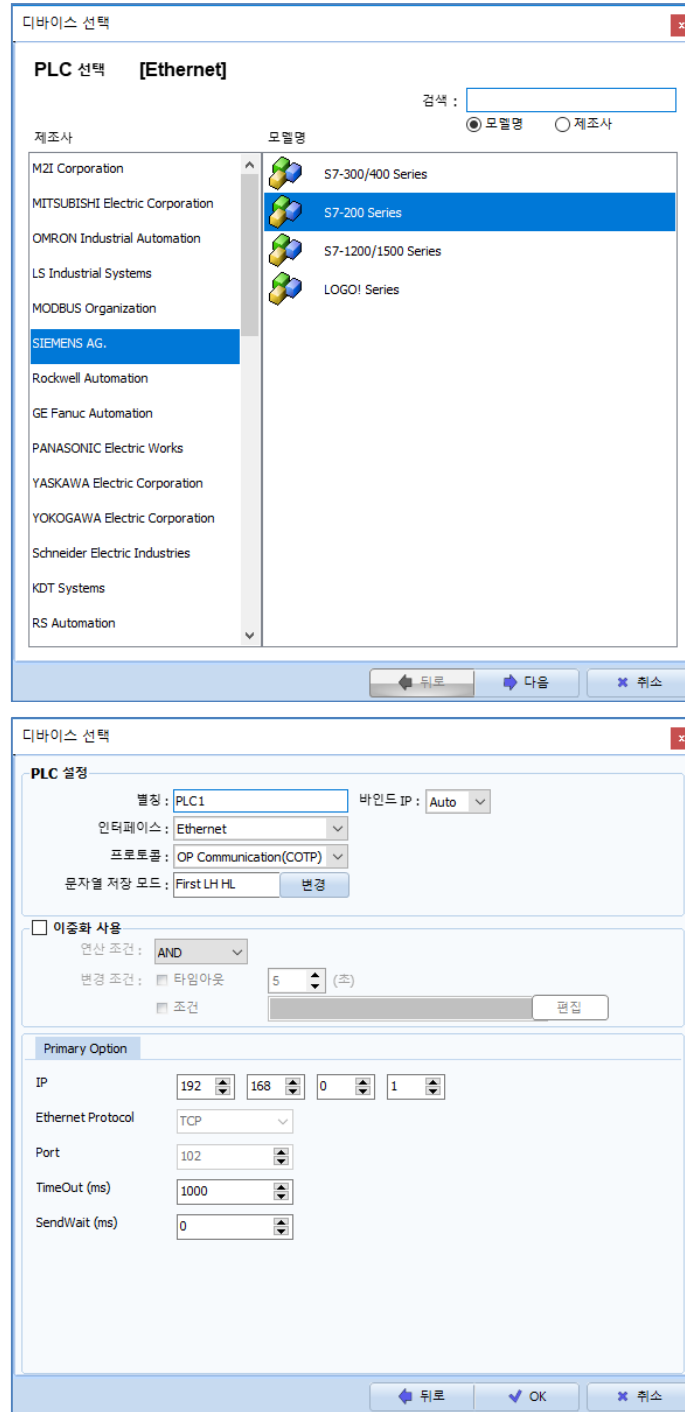 디바이스 선택
PLC 선택 [Ethernet]
검색 :
모델명 제조사
제조사 모델명
M2I Corporation
MITSUBISHI Electric Corporation
OMRON Industrial Automation
LS Industrial Systems
MODBUS Organization
SIEMENS AG.
Rockwell Automation
GE Fanuc Automation
PANASONIC Electric Works
YASKAWA Electric Corporation
YOKOGAWA Electric Corporation
Schneider Electric Industries
KDT Systems
RS Automation
S7-300/400 Series
S7-200 Series
S7-1200/1500 Series
LOGO! Series
뒤로 다음 취소
디바이스 선택
PLC 설정
별칭 : PLC1 바인드 IP : Auto
인터페이스 : Ethernet
프로토콜 : OP Communication(COTP)
문자열 저장 모드 : First LH HL 변경
이중화 사용
연산 조건 : AND
변경 조건 : 타임아웃 5 (초)
조건 편집
Primary Option
IP 192 168 0 1
Ethernet Protocol TCP
Port 102
TimeOut (ms) 1000
SendWait (ms) 0
뒤로 OK 취소